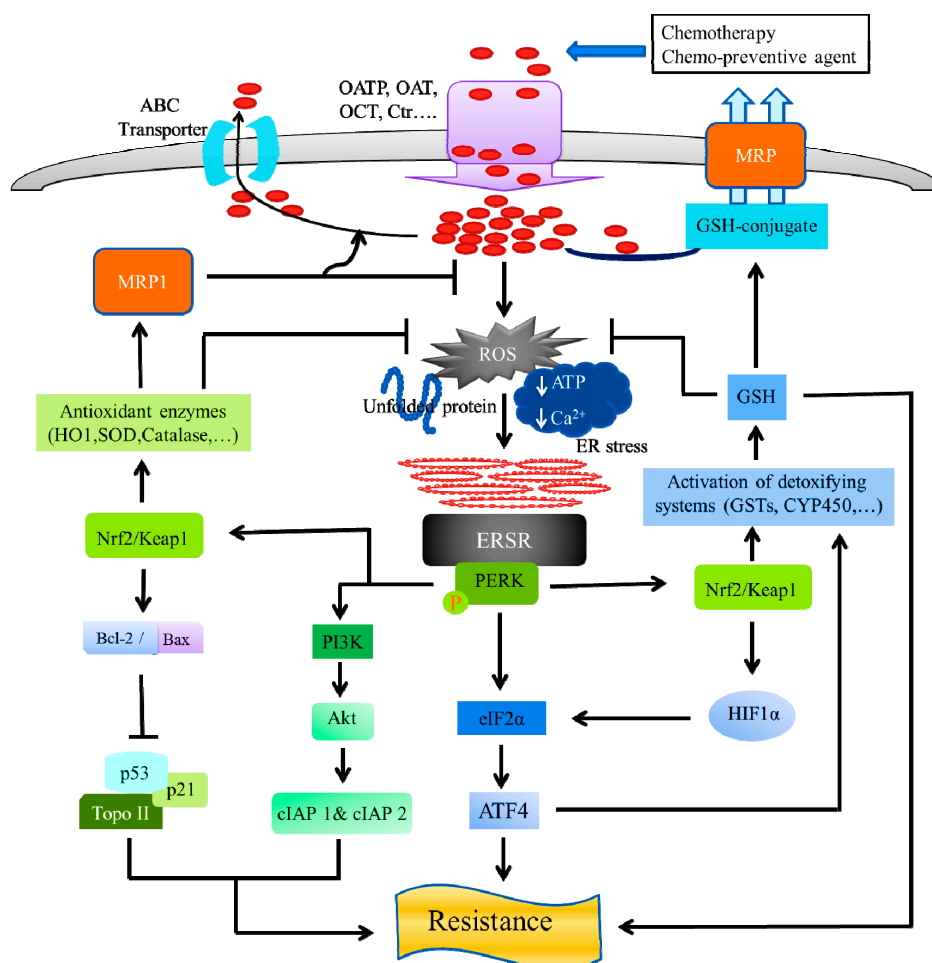 Chemotherapy
Chemo-preventive agent
OATP, OAT,
OCT, Ctr….
ABC
Transporter
MRP
GSH-conjugate
MRP1
ROS
ATP
Unfolded protein
Ca²⁺
ER stress
GSH
Antioxidant enzymes
(HO1,SOD,Catalase,…)
Activation of detoxifying
systems (GSTs, CYP450,…)
Nrf2/Keap1
ERSR
PERK
P
Nrf2/Keap1
Bcl-2 /
Bax
PI3K
Akt
eIF2α
HIF1α
p53
p21
Topo II
cIAP 1& cIAP 2
ATF4
Resistance